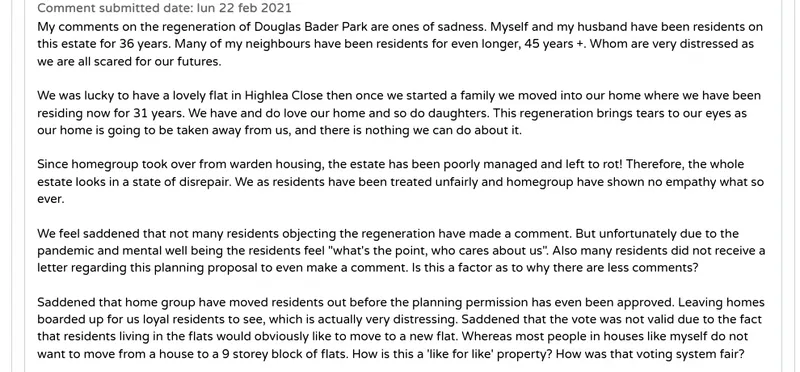 Comment submitted date: lun 22 feb 2021
My comments on the regeneration of Douglas Bader Park are ones of sadness. Myself and my husband have been residents on
this estate for 36 years. Many of my neighbours have been residents for even longer, 45 years +. Whom are very distressed as
we are all scared for our futures.
We was lucky to have a lovely flat in Highlea Close then once we started a family we moved into our home where we have been
residing now for 31 years. We have and do love our home and so do daughters. This regeneration brings tears to our eyes as
our home is going to be taken away from us, and there is nothing we can do about it.
Since homegroup took over from warden housing, the estate has been poorly managed and left to rot! Therefore, the whole
estate looks in a state of disrepair. We as residents have been treated unfairly and homegroup have shown no empathy what so
ever.
We feel saddened that not many residents objecting the regeneration have made a comment. But unfortunately due to the
pandemic and mental well being the residents feel "what's the point, who cares about us". Also many residents did not receive a
letter regarding this planning proposal to even make a comment. Is this a factor as to why there are less comments?
Saddened that home group have moved residents out before the planning permission has even been approved. Leaving homes
boarded up for us loyal residents to see, which is actually very distressing. Saddened that the vote was not valid due to the fact
that residents living in the flats would obviously like to move to a new flat. Whereas most people in houses like myself do not
want to move from a house to a 9 storey block of flats. How is this a 'like for like' property? How was that voting system fair?